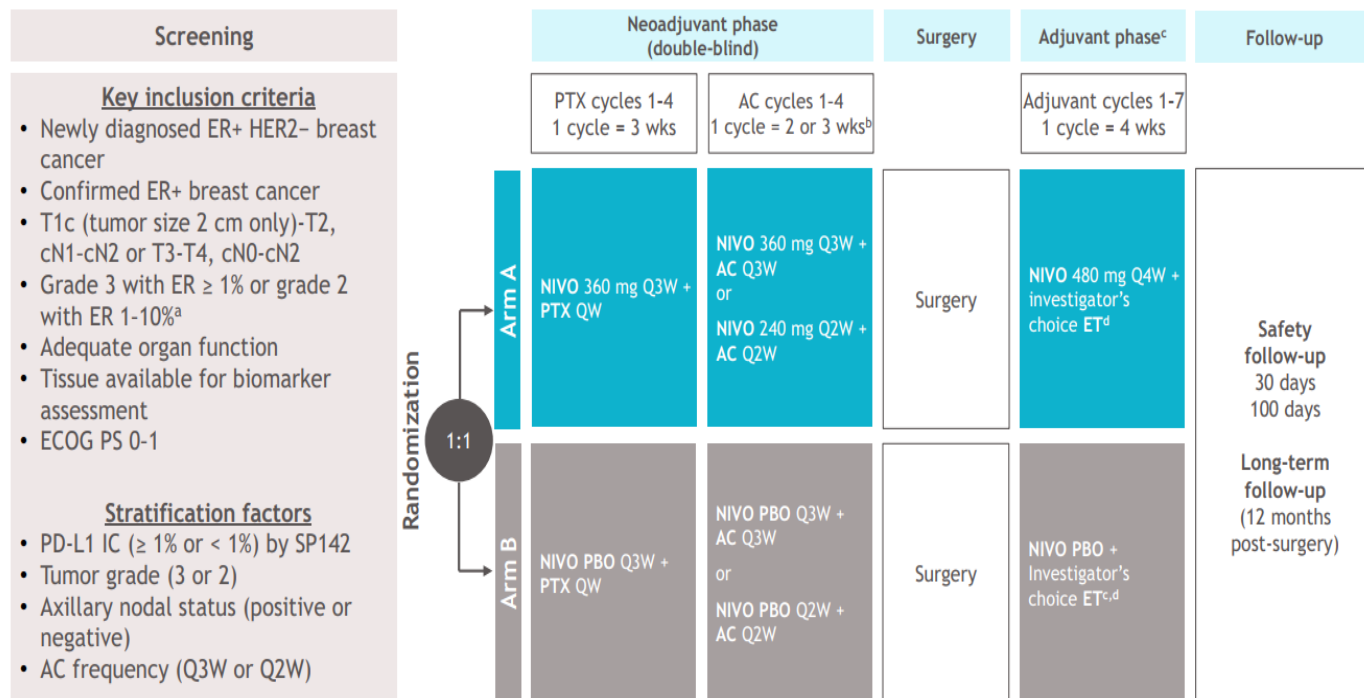 Screening
Key inclusion criteria
• Newly diagnosed ER+ HER2− breast
cancer
• Confirmed ER+ breast cancer
• T1c (tumor size 2 cm only)-T2,
cN1-cN2 or T3-T4, cN0-cN2
• Grade 3 with ER ≥ 1% or grade 2
with ER 1-10%ᵃ
• Adequate organ function
• Tissue available for biomarker
assessment
• ECOG PS 0-1
Stratification factors
• PD-L1 IC (≥ 1% or < 1%) by SP142
• Tumor grade (3 or 2)
• Axillary nodal status (positive or
negative)
• AC frequency (Q3W or Q2W)
Randomization
1:1
Neoadjuvant phase
(double-blind)
Surgery
Adjuvant phaseᶜ
Follow-up
PTX cycles 1-4
1 cycle = 3 wks
AC cycles 1-4
1 cycle = 2 or 3 wksᵇ
Adjuvant cycles 1-7
1 cycle = 4 wks
Arm A
NIVO 360 mg Q3W +
PTX QW
NIVO 360 mg Q3W +
AC Q3W
or
NIVO 240 mg Q2W +
AC Q2W
Surgery
NIVO 480 mg Q4W +
investigator's
choice ETᵈ
Arm B
NIVO PBO Q3W +
PTX QW
NIVO PBO Q3W +
AC Q3W
or
NIVO PBO Q2W +
AC Q2W
Surgery
NIVO PBO +
Investigator's
choice ETᶜ,ᵈ
Safety
follow-up
30 days
100 days
Long-term
follow-up
(12 months
post-surgery)